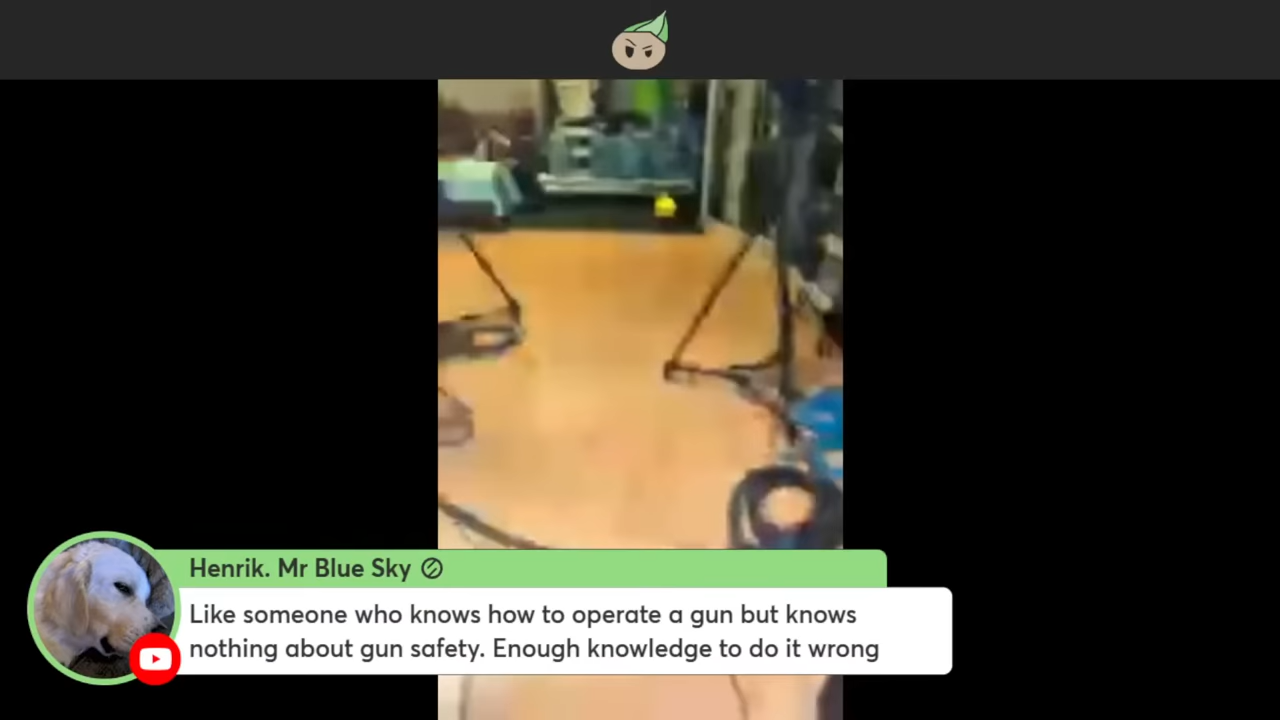 Henrik. Mr Blue Sky
Like someone who knows how to operate a gun but knows
nothing about gun safety. Enough knowledge to do it wrong